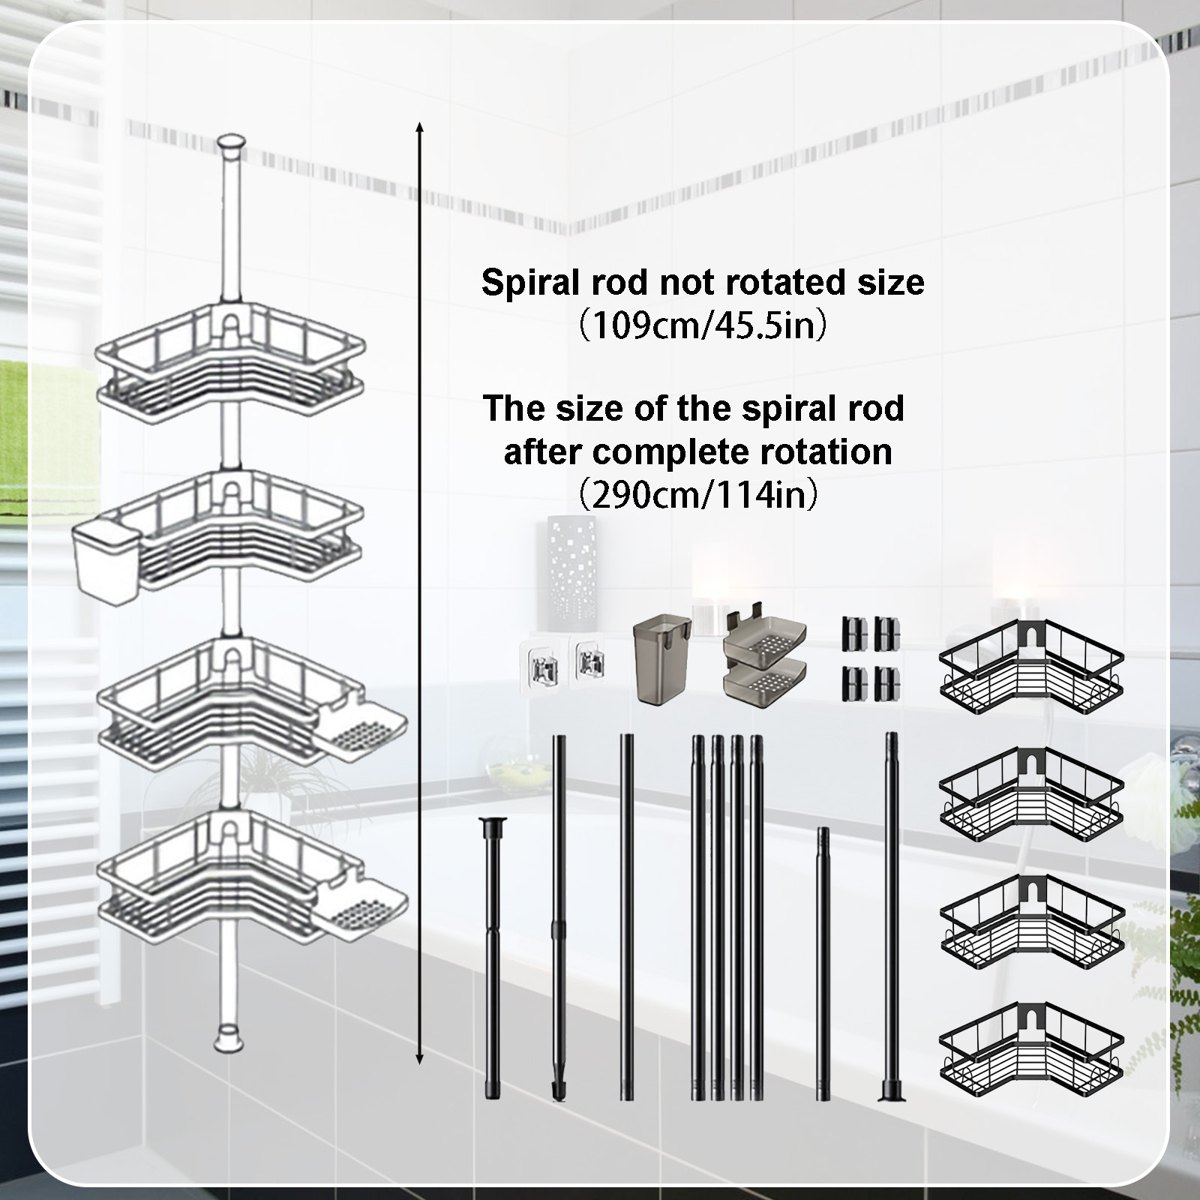 Spiral rod not rotated size
（109cm/45.5in）
The size of the spiral rod
after complete rotation
（290cm/114in）